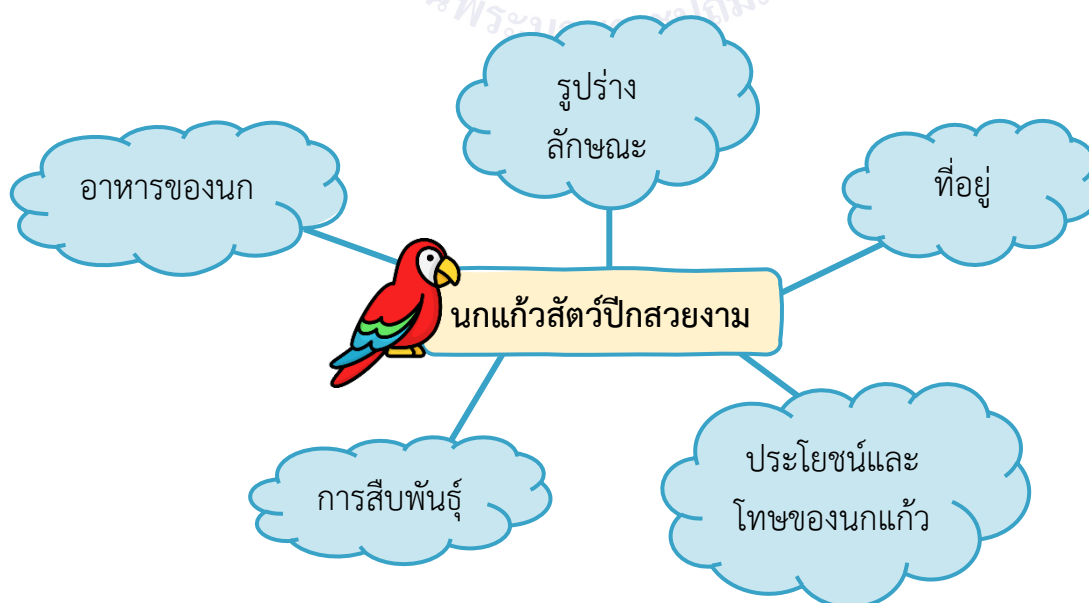 รูปร่าง
ลักษณะ
อาหารของนก
ที่อยู่
นกแก้วสัตว์ปีกสวยงาม
การสืบพันธุ์
ประโยชน์และ
โทษของนกแก้ว